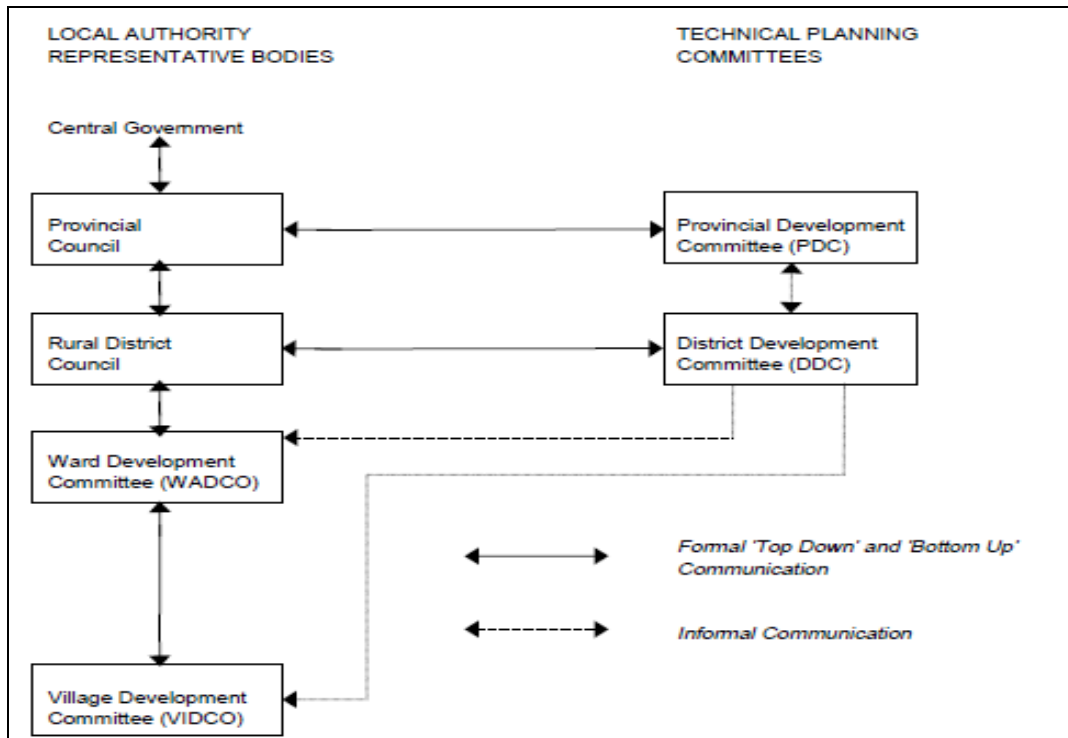 LOCAL AUTHORITY
REPRESENTATIVE BODIES
TECHNICAL PLANNING
COMMITTEES
Central Government
Provincial
Council
Provincial Development
Committee (PDC)
Rural District
Council
District Development
Committee (DDC)
Ward Development
Committee (WADCO)
Formal 'Top Down' and 'Bottom Up'
Communication
Informal Communication
Village Development
Committee (VIDCO)